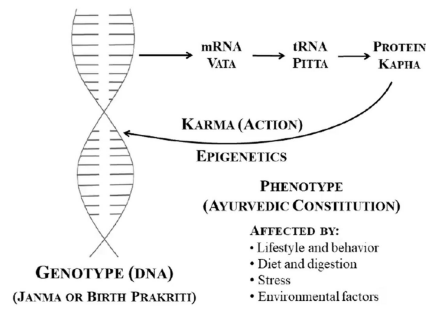 mRNA
VATA
tRNA
PITTA
PROTEIN
KAPHA
KARMA (ACTION)
EPIGENETICS
PHENOTYPE
(AYURVEDIC CONSTITUTION)
AFFECTED BY:
• Lifestyle and behavior
• Diet and digestion
• Stress
• Environmental factors
GENOTYPE (DNA)
(JANMA OR BIRTH PRAKRITI)